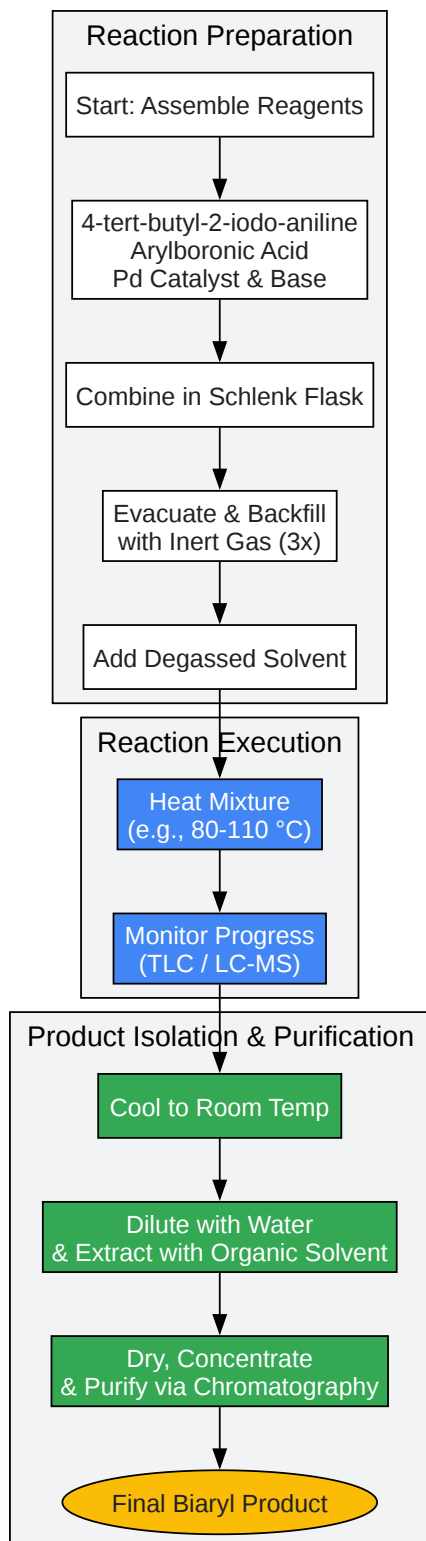 Reaction Preparation
Start: Assemble Reagents
4-tert-butyl-2-iodo-aniline
Arylboronic Acid
Pd Catalyst & Base
Combine in Schlenk Flask
Evacuate & Backfill
with Inert Gas (3x)
Add Degassed Solvent
Reaction Execution
Heat Mixture
(e.g., 80-110 °C)
Monitor Progress
(TLC / LC-MS)
Product Isolation & Purification
Cool to Room Temp
Dilute with Water
& Extract with Organic Solvent
Dry, Concentrate
& Purify via Chromatography
Final Biaryl Product